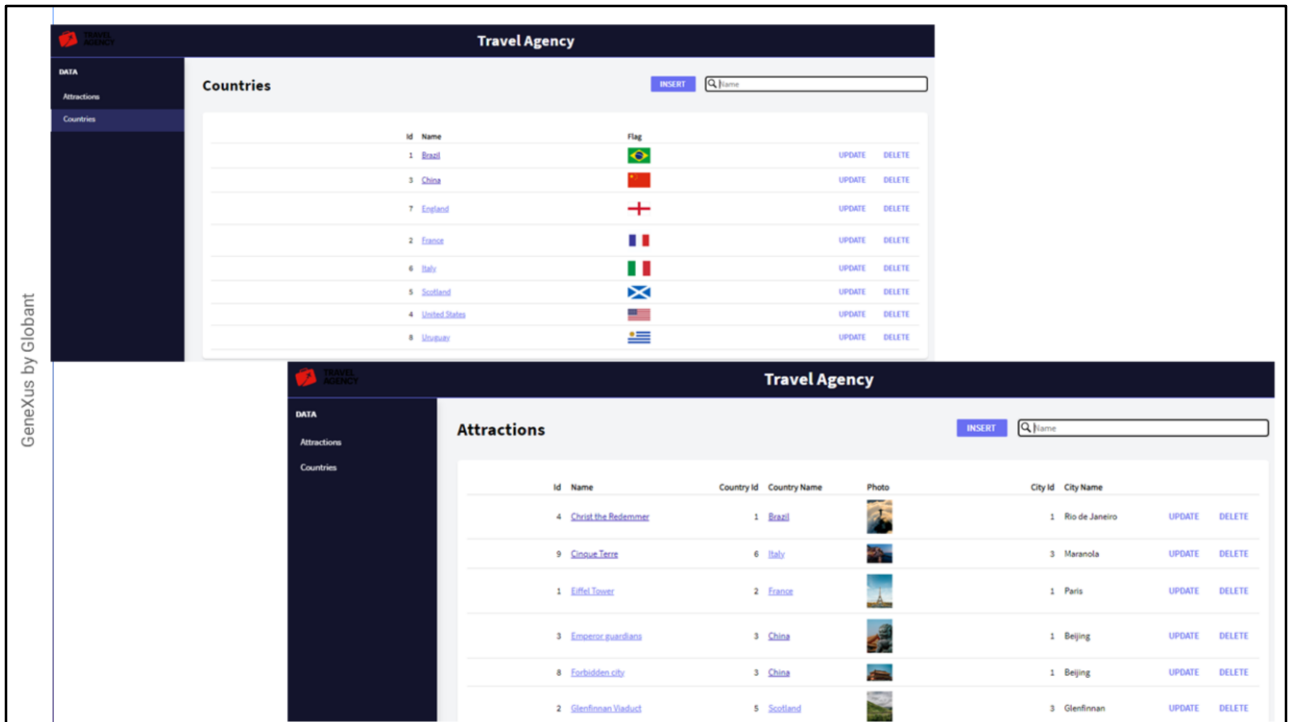 GeneXus by Globant
TRAVEL AGENCY
Travel Agency
DATA
Attractions
Countries
Countries
INSERT
Name
Id Name Flag
1 Brazil UPDATE DELETE
3 China UPDATE DELETE
7 England UPDATE DELETE
2 France UPDATE DELETE
6 Italy UPDATE DELETE
5 Scotland UPDATE DELETE
4 United States UPDATE DELETE
8 Uruguay UPDATE DELETE
TRAVEL AGENCY
Travel Agency
DATA
Attractions
Countries
Attractions
INSERT
Name
Id Name Country Id Country Name Photo City Id City Name
4 Christ the Redemmer 1 Brazil 1 Rio de Janeiro UPDATE DELETE
9 Cinque Terre 6 Italy 3 Maranola UPDATE DELETE
1 Eiffel Tower 2 France 1 Paris UPDATE DELETE
3 Emperor guardians 3 China 1 Beijing UPDATE DELETE
8 Forbidden city 3 China 1 Beijing UPDATE DELETE
2 Glenfinnan Viaduct 5 Scotland 3 Glenfinnan UPDATE DELETE